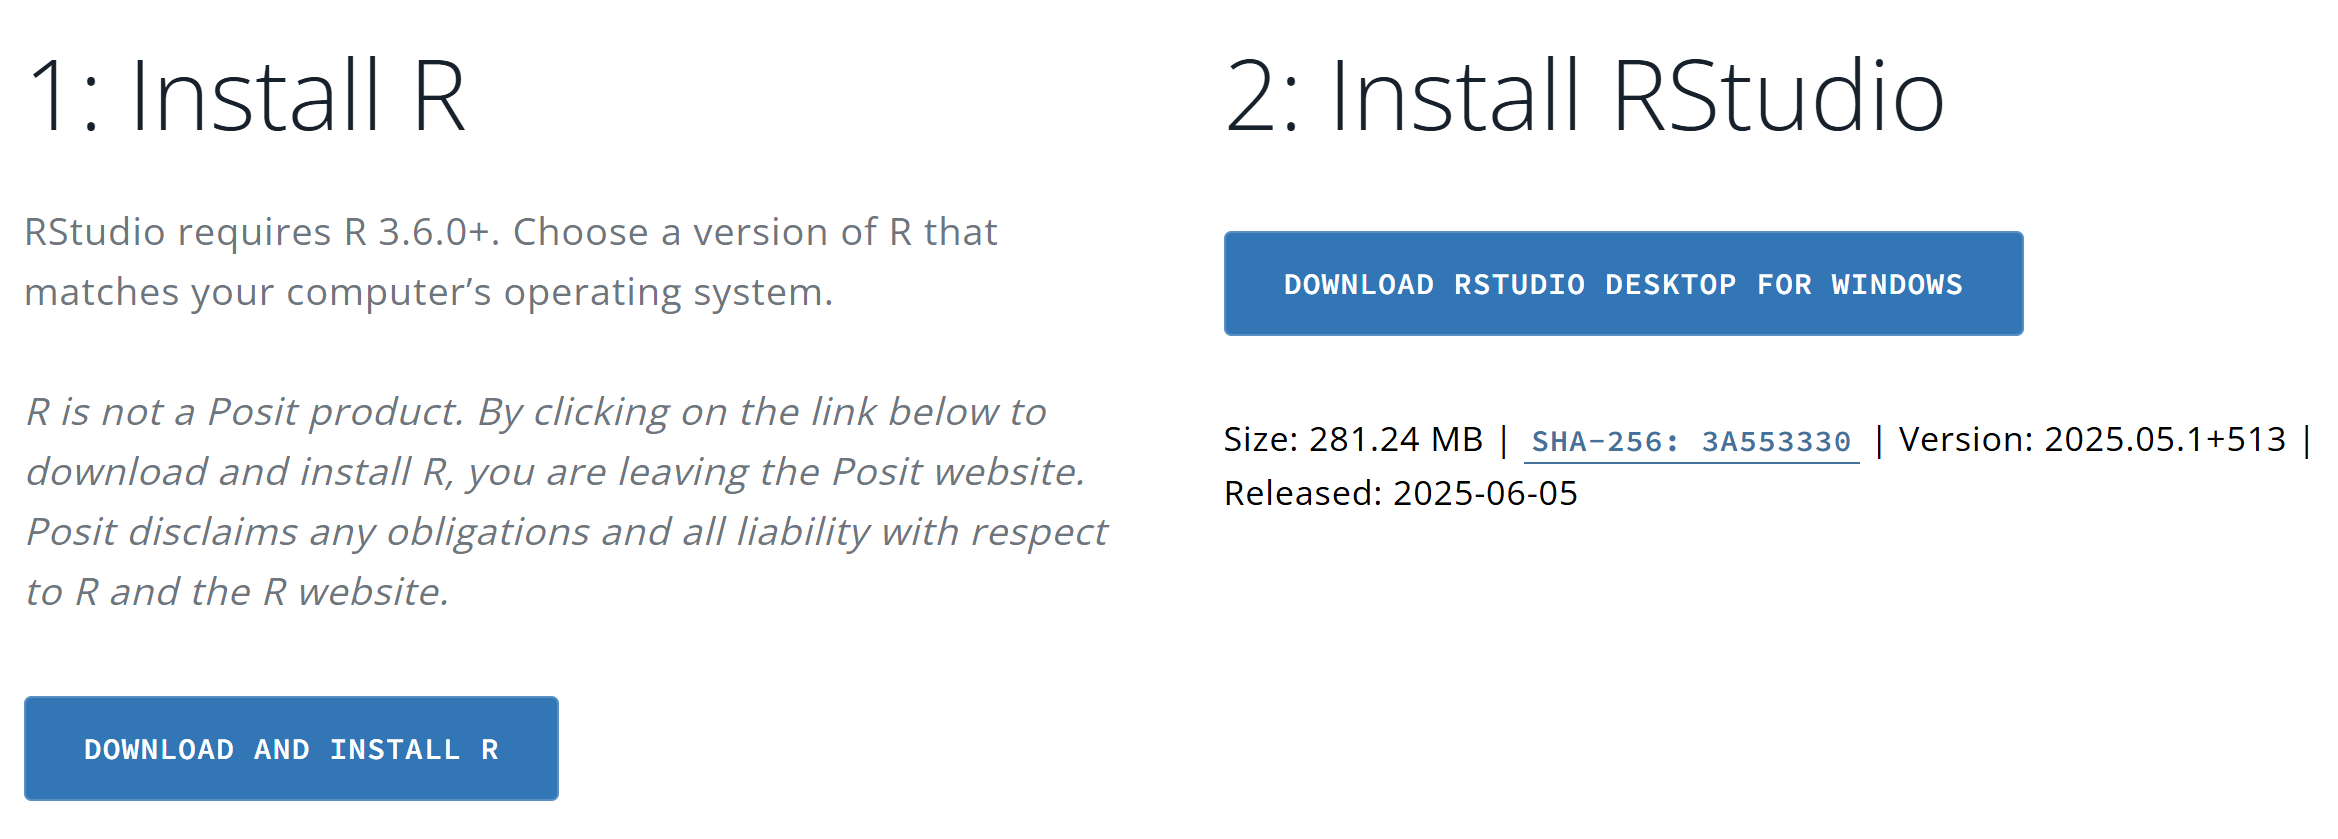 1: Install R
RStudio requires R 3.6.0+. Choose a version of R that
matches your computer’s operating system.
R is not a Posit product. By clicking on the link below to
download and install R, you are leaving the Posit website.
Posit disclaims any obligations and all liability with respect
to R and the R website.
DOWNLOAD AND INSTALL R
2: Install RStudio
DOWNLOAD RSTUDIO DESKTOP FOR WINDOWS
Size: 281.24 MB | SHA-256: 3A553330 | Version: 2025.05.1+513 |
Released: 2025-06-05